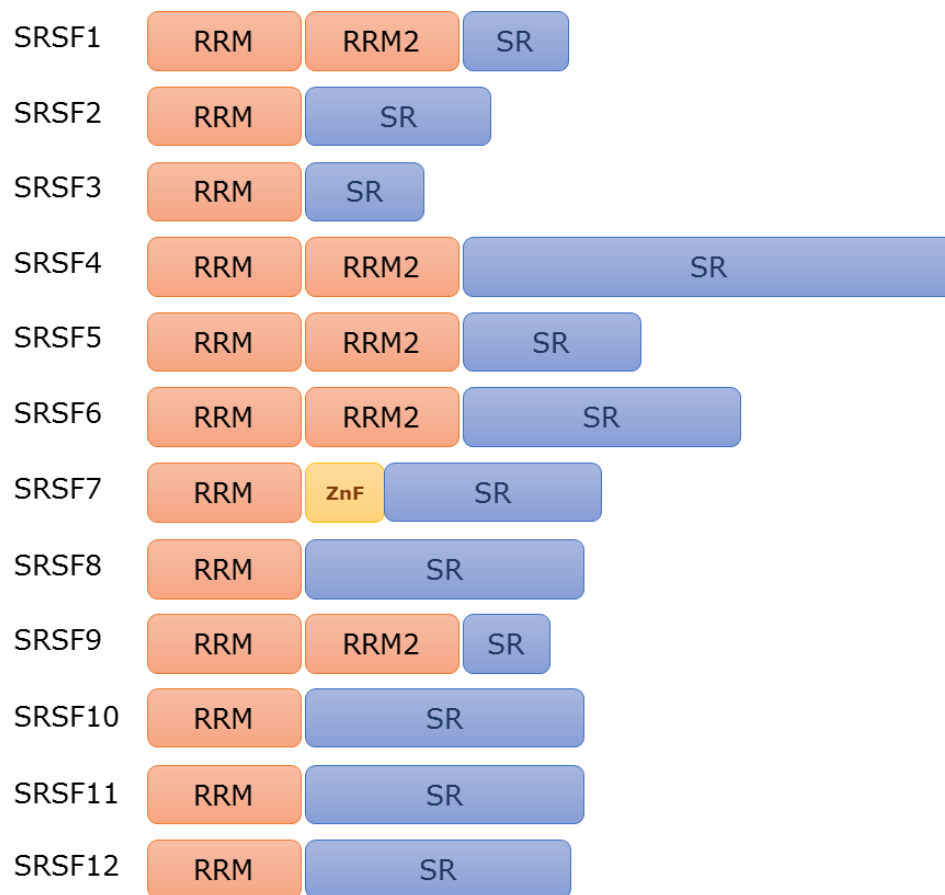 SRSF1 RRM RRM2 SR
SRSF2 RRM SR
SRSF3 RRM SR
SRSF4 RRM RRM2 SR
SRSF5 RRM RRM2 SR
SRSF6 RRM RRM2 SR
SRSF7 RRM ZnF SR
SRSF8 RRM SR
SRSF9 RRM RRM2 SR
SRSF10 RRM SR
SRSF11 RRM SR
SRSF12 RRM SR